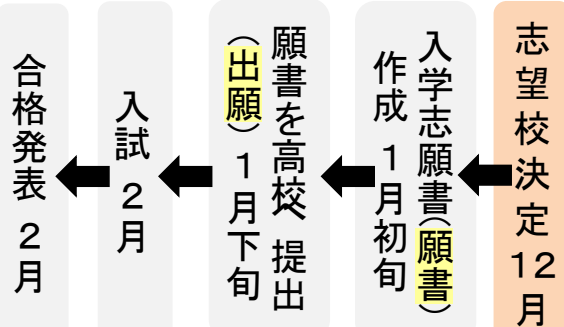 志望校決定12月
入学志願書(願書)
作成 1月初旬
願書を高校へ提出
(出願) 1月下旬
入試 2月
合格発表 2月